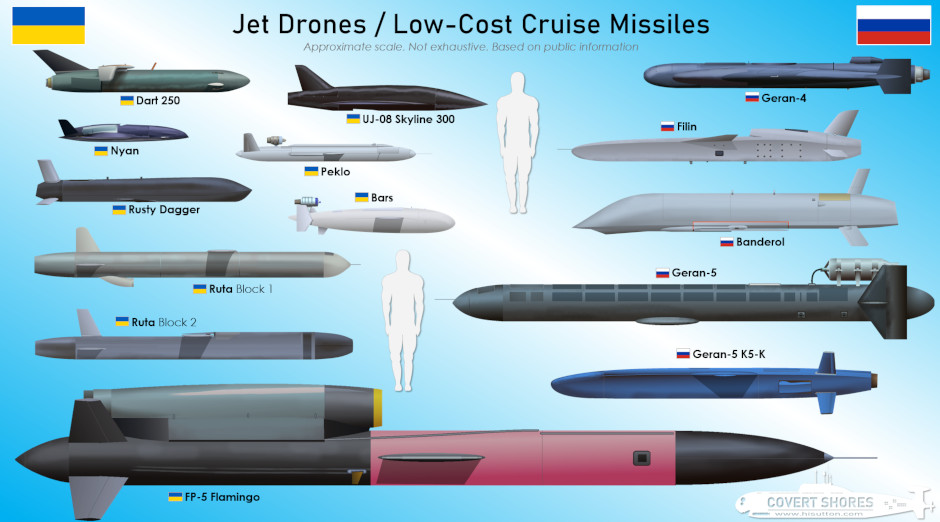 Jet Drones / Low-Cost Cruise Missiles
Approximate scale. Not exhaustive. Based on public information
Dart 250
UJ-08 Skyline 300
Geran-4
Nyan
Filin
Peklo
Rusty Dagger
Bars
Banderol
Ruta Block 1
Geran-5
Ruta Block 2
Geran-5 K5-K
FP-5 Flamingo
COVERT SHORES
www.hisutton.com